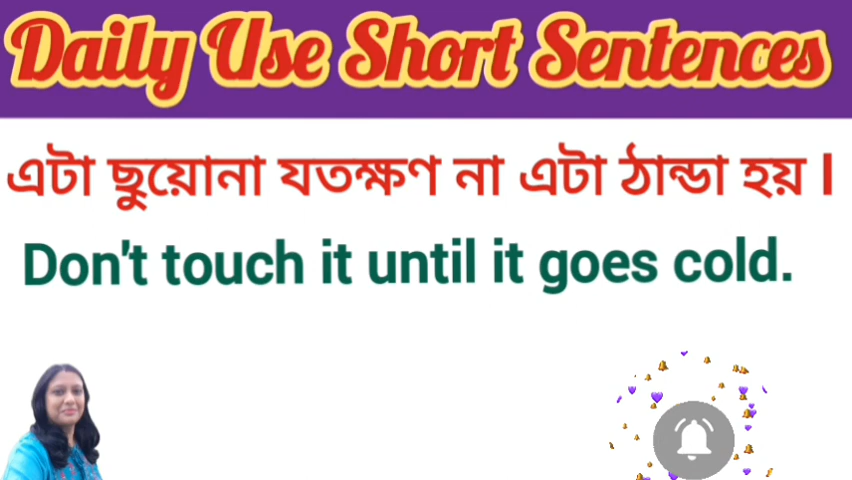 Daily Use Short Sentences
এটা ছুয়োনা যতক্ষণ না এটা ঠান্ডা হয় ।
Don't touch it until it goes cold.